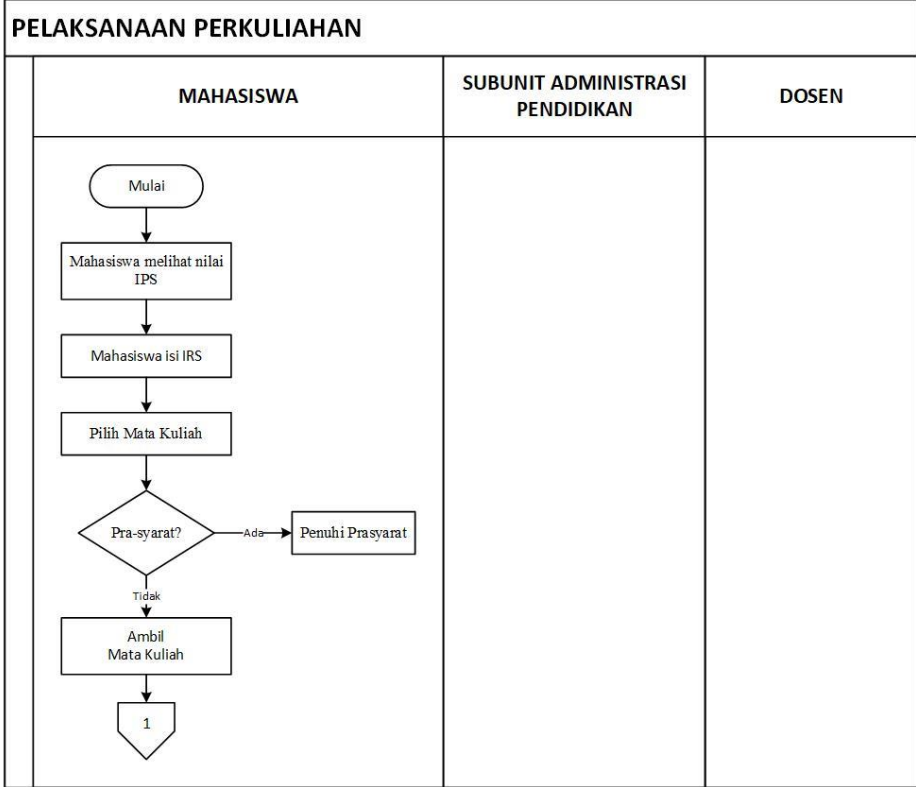 PELAKSANAAN PERKULIAHAN
MAHASISWA
SUBUNIT ADMINISTRASI
PENDIDIKAN
DOSEN
Mulai
Mahasiswa melihat nilai
IPS
Mahasiswa isi IRS
Pilih Mata Kuliah
Pra-syarat?
Ada
Penuhi Prasyarat
Tidak
Ambil
Mata Kuliah
1